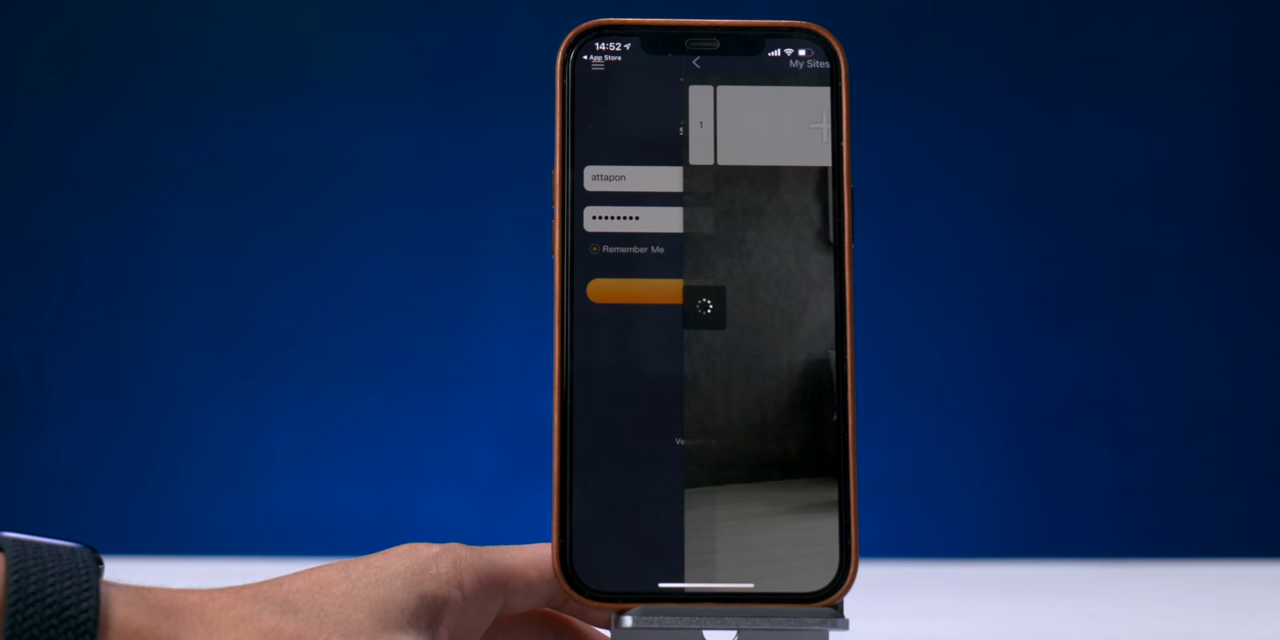 14:52
App Store
My Sites
1
attapon
••••••••
Remember Me